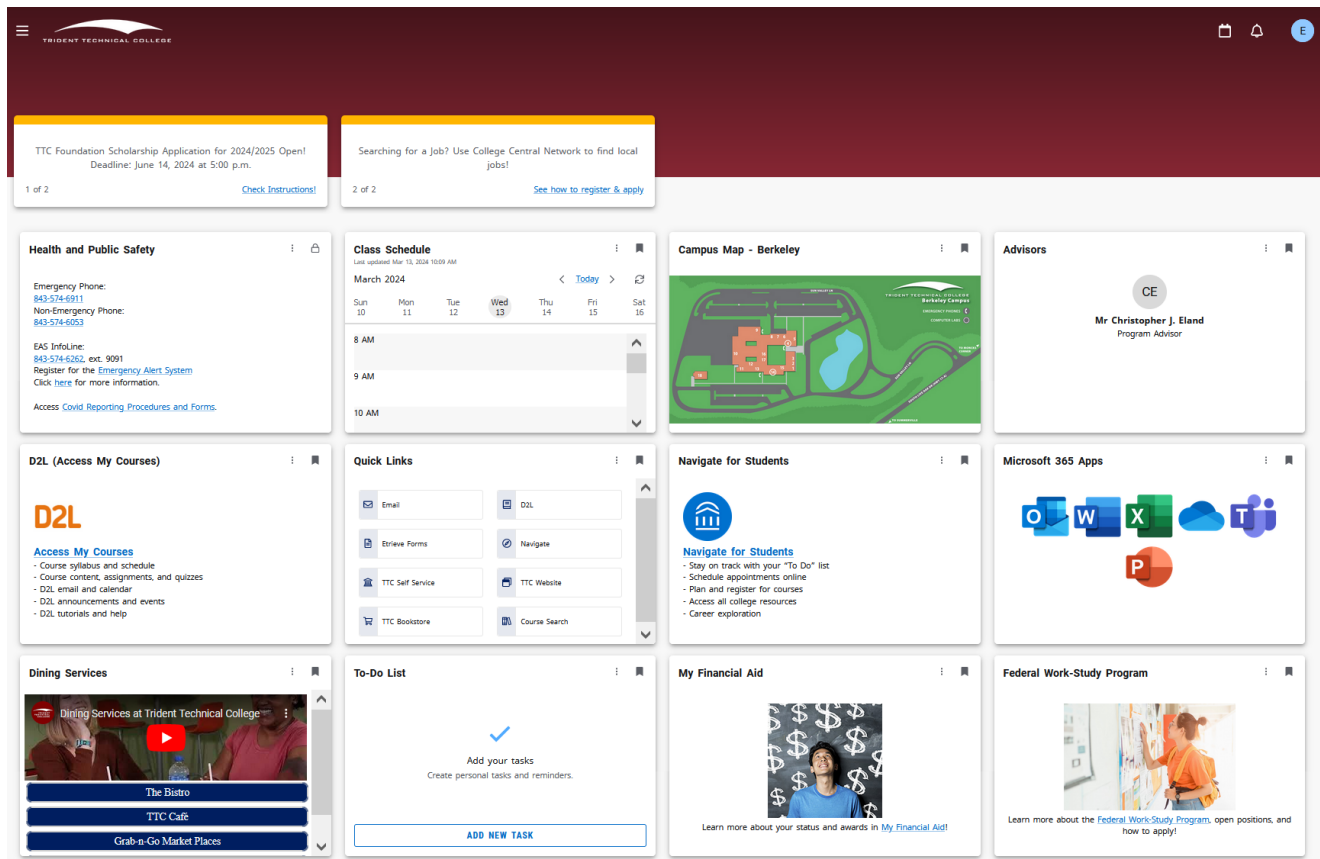 TRIDENT TECHNICAL COLLEGE
E
TTC Foundation Scholarship Application for 2024/2025 Open!
Deadline: June 14, 2024 at 5:00 p.m.
1 of 2
Check Instructions!
Searching for a Job? Use College Central Network to find local
jobs!
2 of 2
See how to register & apply
Health and Public Safety
Emergency Phone:
843-574-6911
Non-Emergency Phone:
843-574-6053
EAS InfoLine:
843-574-6262, ext. 9091
Register for the Emergency Alert System
Click here for more information.
Access Covid Reporting Procedures and Forms.
Class Schedule
Last updated Mar 13, 2024 10:09 AM
March 2024
Today
Sun Mon Tue Wed Thu Fri Sat
10 11 12 13 14 15 16
8 AM
9 AM
10 AM
Campus Map - Berkeley
TRIDENT TECHNICAL COLLEGE
Berkeley Campus
EMERGENCY PHONES
COMPUTER LABS
Advisors
CE
Mr Christopher J. Eland
Program Advisor
D2L (Access My Courses)
D2L
Access My Courses
- Course syllabus and schedule
- Course content, assignments, and quizzes
- D2L email and calendar
- D2L announcements and events
- D2L tutorials and help
Quick Links
Email
D2L
Etrieve Forms
Navigate
TTC Self Service
TTC Website
TTC Bookstore
Course Search
Navigate for Students
Navigate for Students
- Stay on track with your "To Do" list
- Schedule appointments online
- Plan and register for courses
- Access all college resources
- Career exploration
Microsoft 365 Apps
O W X T
P
Dining Services
Dining Services at Trident Technical College
The Bistro
TTC Café
Grab-n-Go Market Places
To-Do List
Add your tasks
Create personal tasks and reminders.
ADD NEW TASK
My Financial Aid
Learn more about your status and awards in My Financial Aid!
Federal Work-Study Program
Learn more about the Federal Work-Study Program, open positions, and
how to apply!